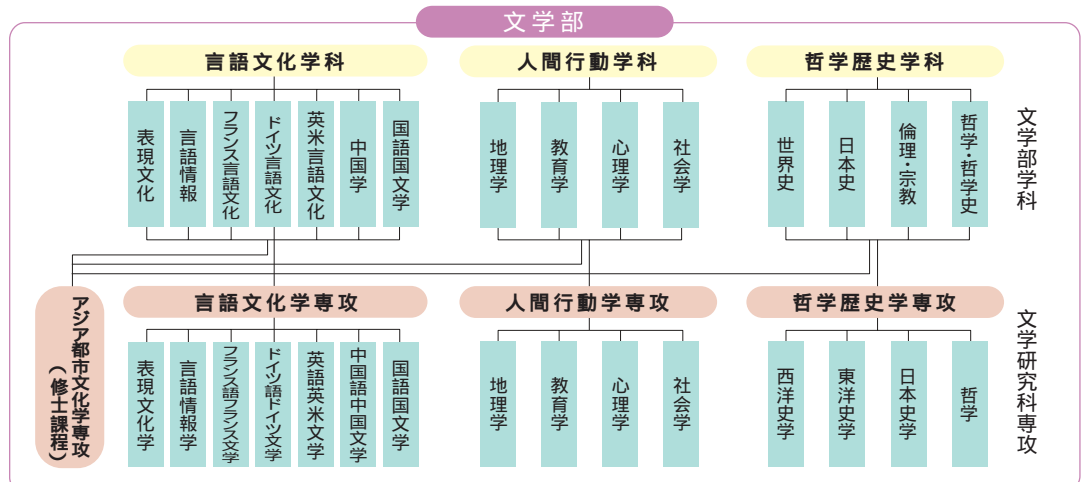 文学部
言語文化学科
人間行動学科
哲学歴史学科
表現文化
言語情報
フランス言語文化
ドイツ言語文化
英米言語文化
中国学
国語国文学
地理学
教育学
心理学
社会学
世界史
日本史
倫理・宗教
哲学・哲学史
文学部学科
アジア都市文化学専攻
(修士課程)
言語文化学専攻
人間行動学専攻
哲学歴史学専攻
表現文化学
言語情報学
フランス語フランス文学
ドイツ語ドイツ文学
英語英米文学
中国語中国文学
国語国文学
地理学
教育学
心理学
社会学
西洋史学
東洋史学
日本史学
哲学
文学研究科専攻